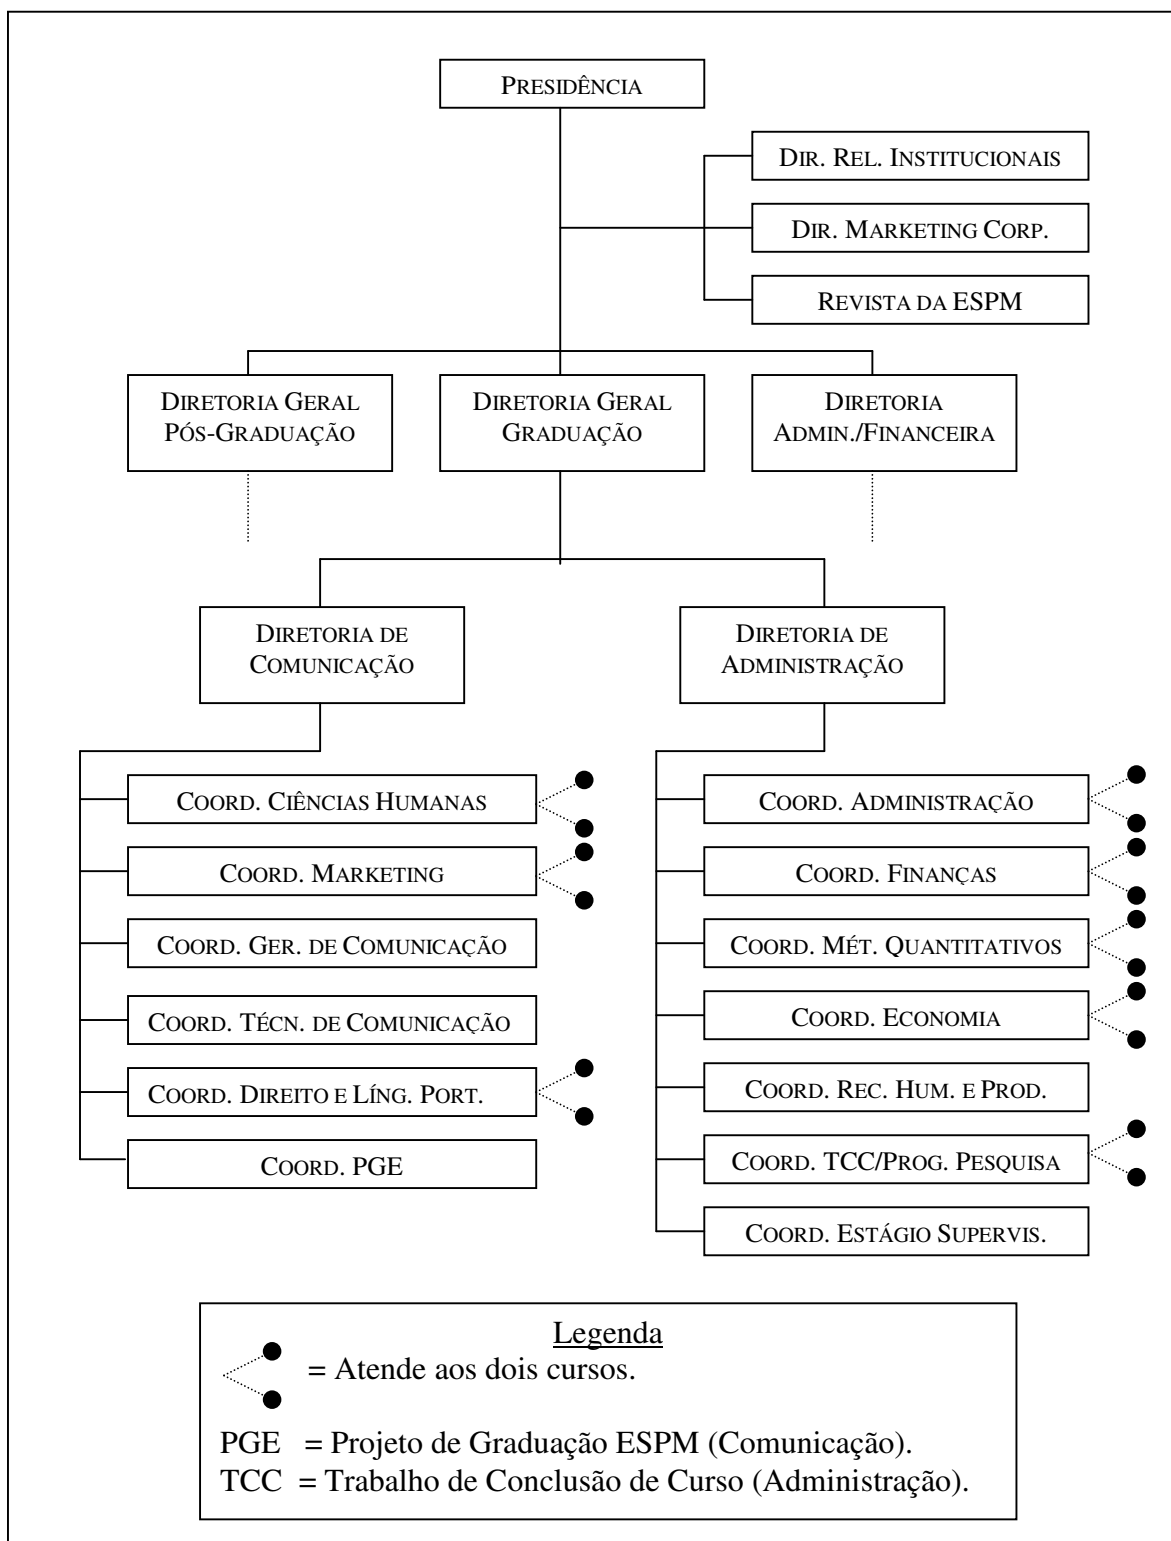 PRESIDÊNCIA
DIR. REL. INSTITUCIONAIS
DIR. MARKETING CORP.
REVISTA DA ESPM
DIRETORIA GERAL
PÓS-GRADUAÇÃO
DIRETORIA GERAL
GRADUAÇÃO
DIRETORIA
ADMIN./FINANCEIRA
DIRETORIA DE
COMUNICAÇÃO
DIRETORIA DE
ADMINISTRAÇÃO
COORD. CIÊNCIAS HUMANAS
COORD. MARKETING
COORD. GER. DE COMUNICAÇÃO
COORD. TÉCN. DE COMUNICAÇÃO
COORD. DIREITO E LÍNG. PORT.
COORD. PGE
COORD. ADMINISTRAÇÃO
COORD. FINANÇAS
COORD. MÉT. QUANTITATIVOS
COORD. ECONOMIA
COORD. REC. HUM. E PROD.
COORD. TCC/PROG. PESQUISA
COORD. ESTÁGIO SUPERVIS.
Legenda
= Atende aos dois cursos.
PGE = Projeto de Graduação ESPM (Comunicação).
TCC = Trabalho de Conclusão de Curso (Administração).